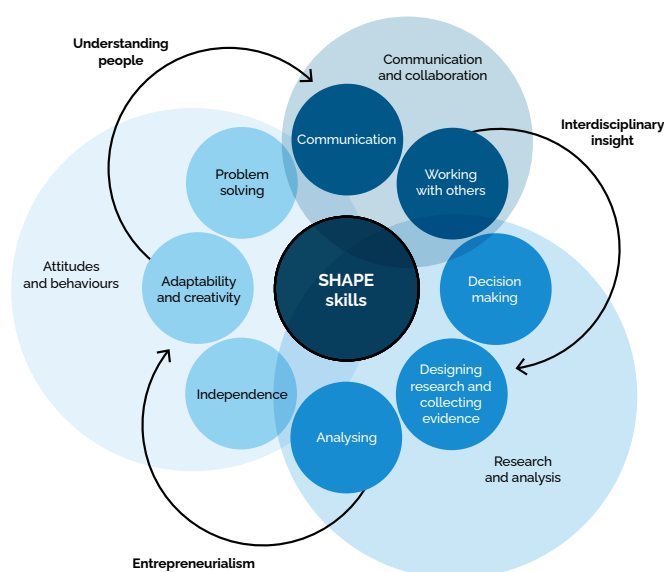 Understanding
people
Communication
and collaboration
Interdisciplinary
insight
Communication
Problem
solving
Working
with others
Attitudes
and behaviours
Adaptability
and creativity
SHAPE
skills
Decision
making
Independence
Designing
research and
collecting
evidence
Analysing
Research
and analysis
Entrepreneurialism